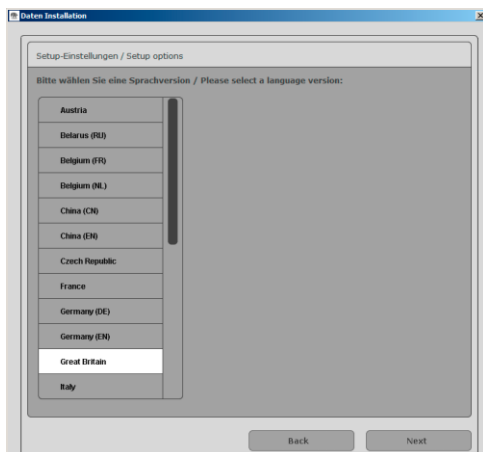 Daten Installation
Setup-Einstellungen / Setup options
Bitte wählen Sie eine Sprachversion / Please select a language version:
Austria
Belarus (RU)
Belgium (FR)
Belgium (NL)
China (CN)
China (EN)
Czech Republic
France
Germany (DE)
Germany (EN)
Great Britain
Italy
Back
Next